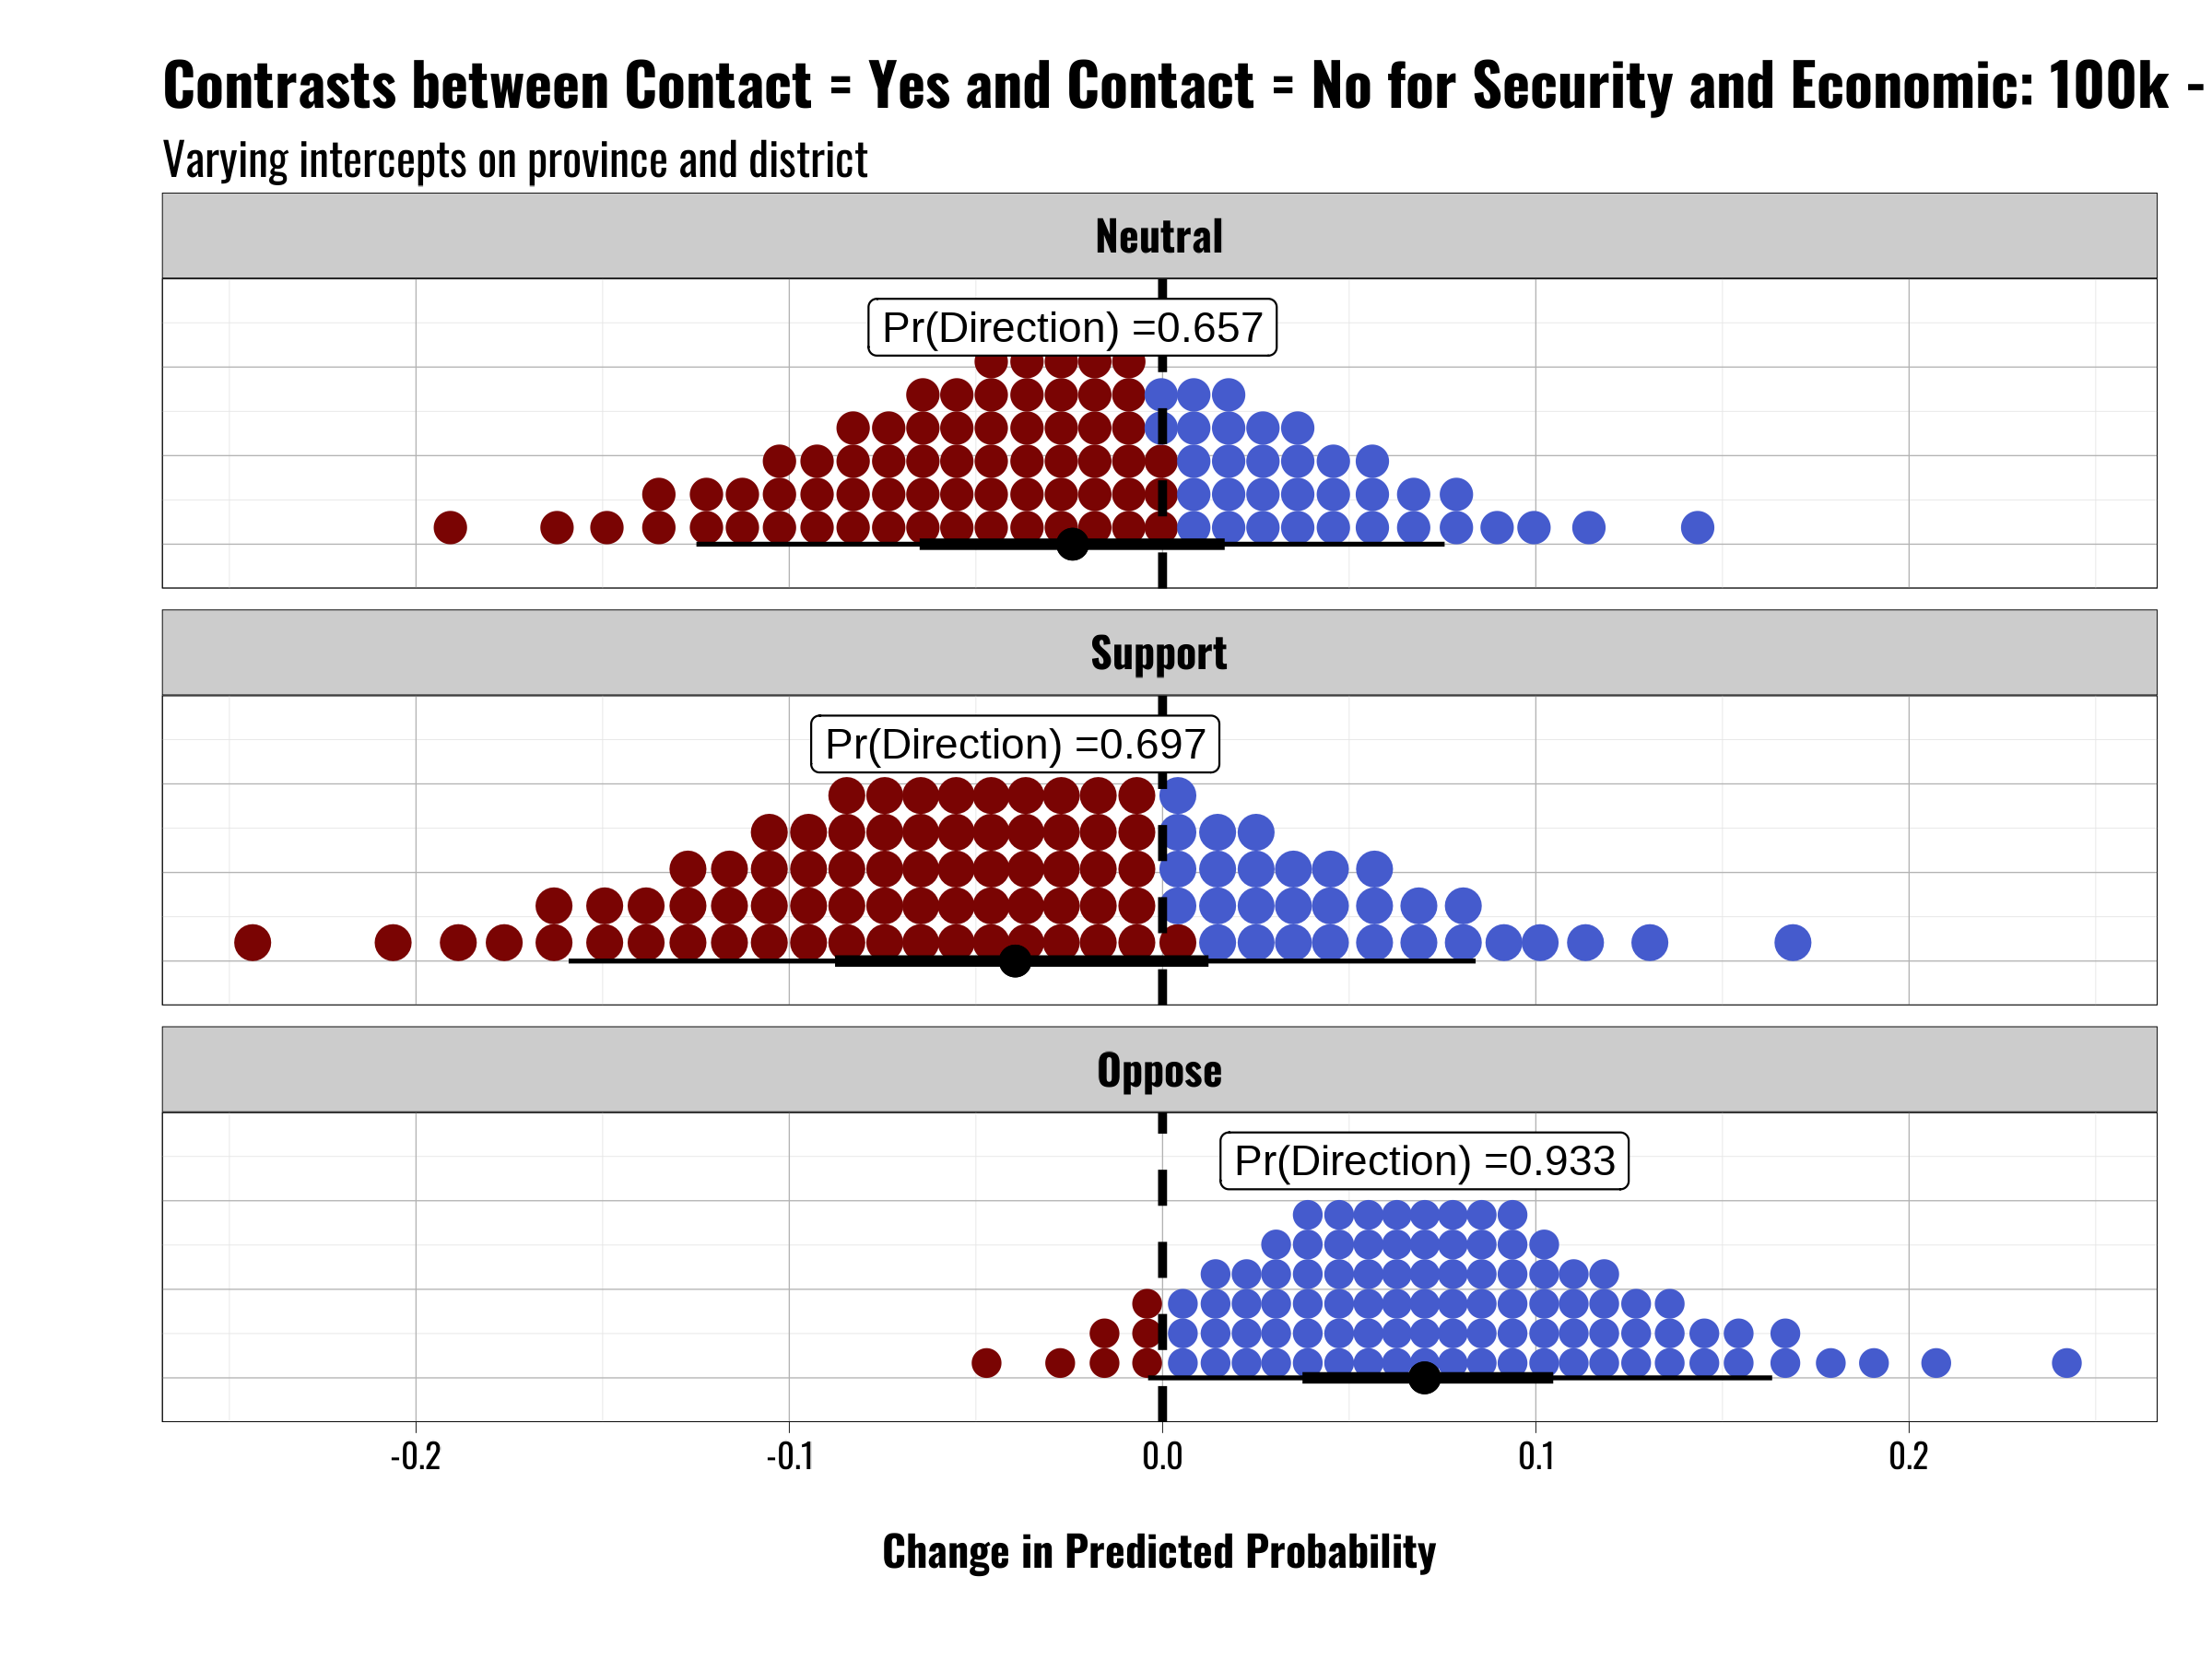 Contrasts between Contact = Yes and Contact = No for Security and Economic: 100k -
Varying intercepts on province and district
Neutral
Pr(Direction) =0.657
Support
Pr(Direction) =0.697
Oppose
Pr(Direction) =0.933
-0.2 -0.1 0.0 0.1 0.2
Change in Predicted Probability